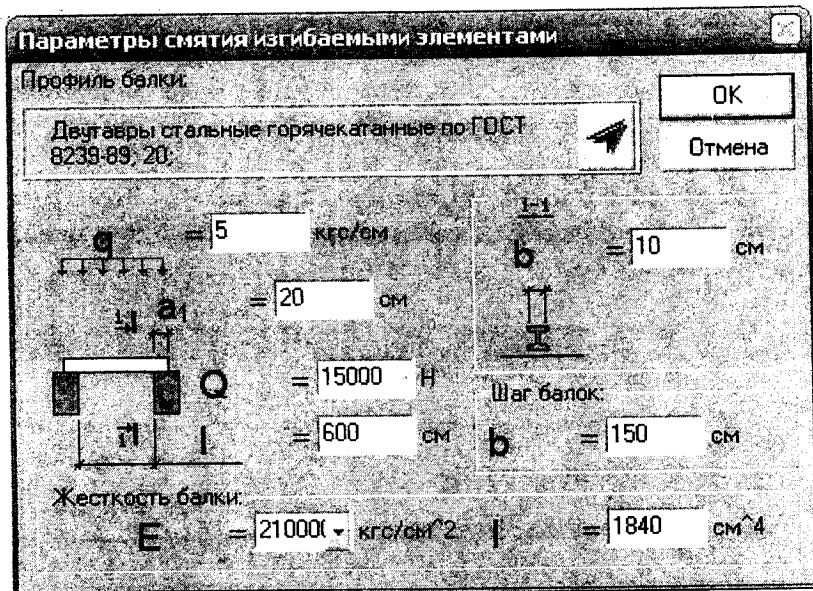 Параметры смятия изгибаемыми элементами
Профиль балки:
OK
Двутавры стальные горячекатанные по ГОСТ
8239-89; 20;
Отмена
q = 5 кгс/см
a1 = 20 см
Q = 15000 Н
l = 600 см
1-1
b = 10 см
Шаг балок:
b = 150 см
Жесткость балки:
E = 210000 кгс/см^2 I = 1840 см^4